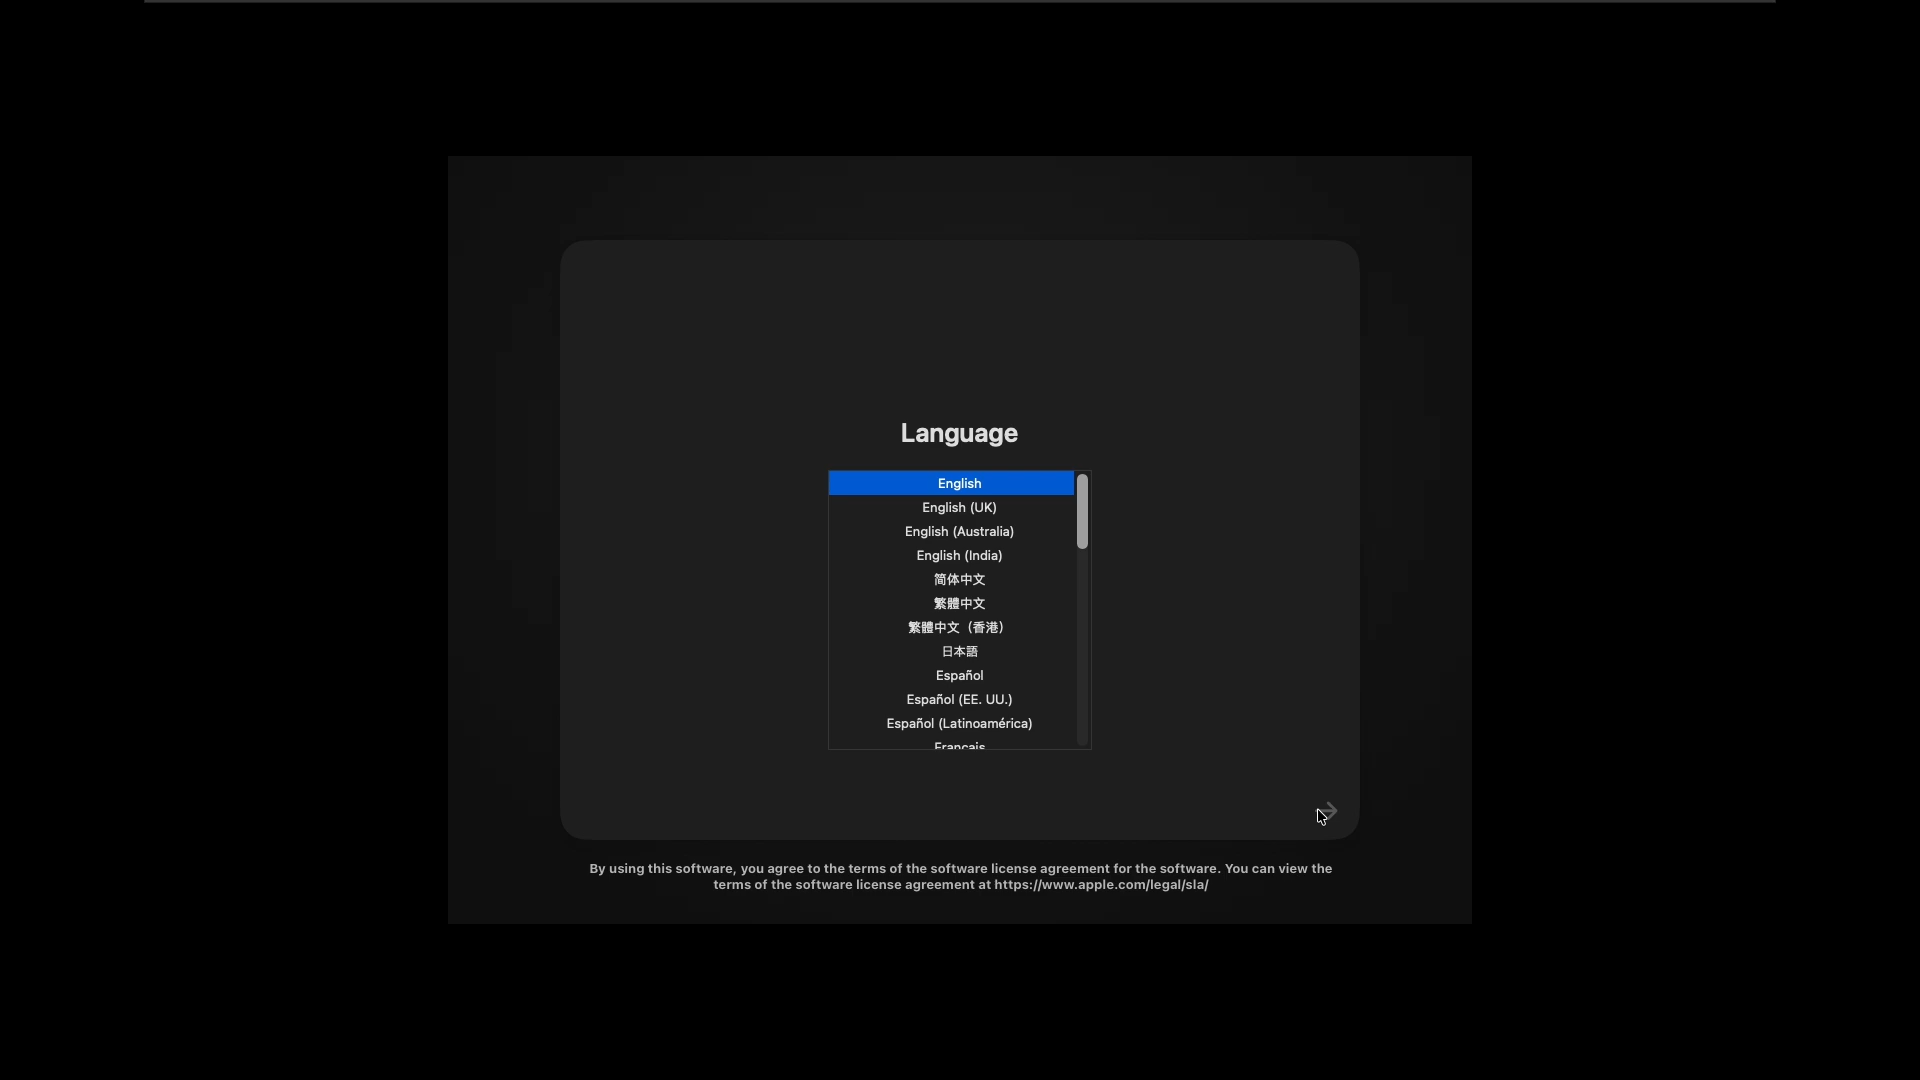 Language
English
English (UK)
English (Australia)
English (India)
简体中文
繁體中文
繁體中文（香港）
日本語
Español
Español (EE. UU.)
Español (Latinoamérica)
Français
By using this software, you agree to the terms of the software license agreement for the software. You can view the
terms of the software license agreement at https://www.apple.com/legal/sla/